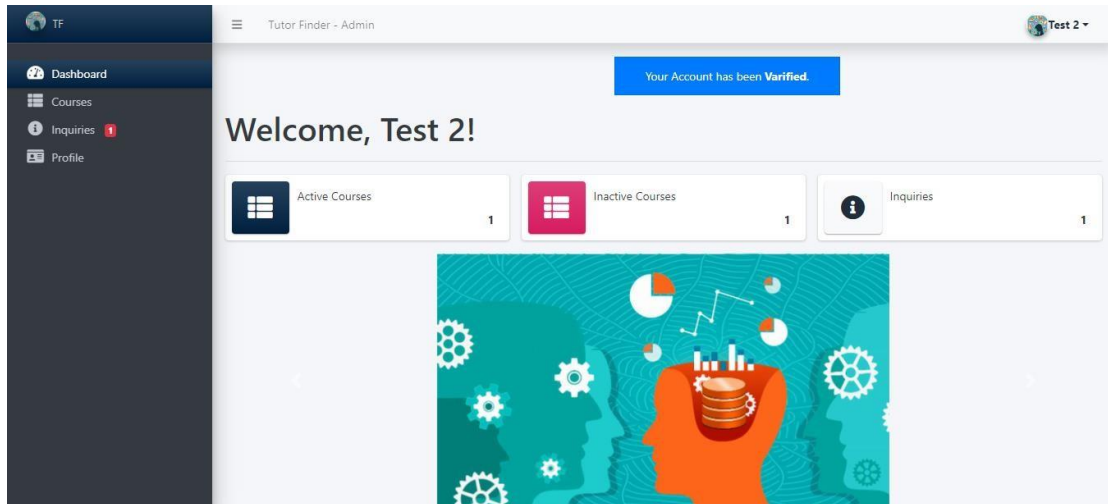 TF
Tutor Finder - Admin
Test 2
Dashboard
Courses
Inquiries 1
Profile
Your Account has been Varified.
Welcome, Test 2!
Active Courses
1
Inactive Courses
1
Inquiries
1